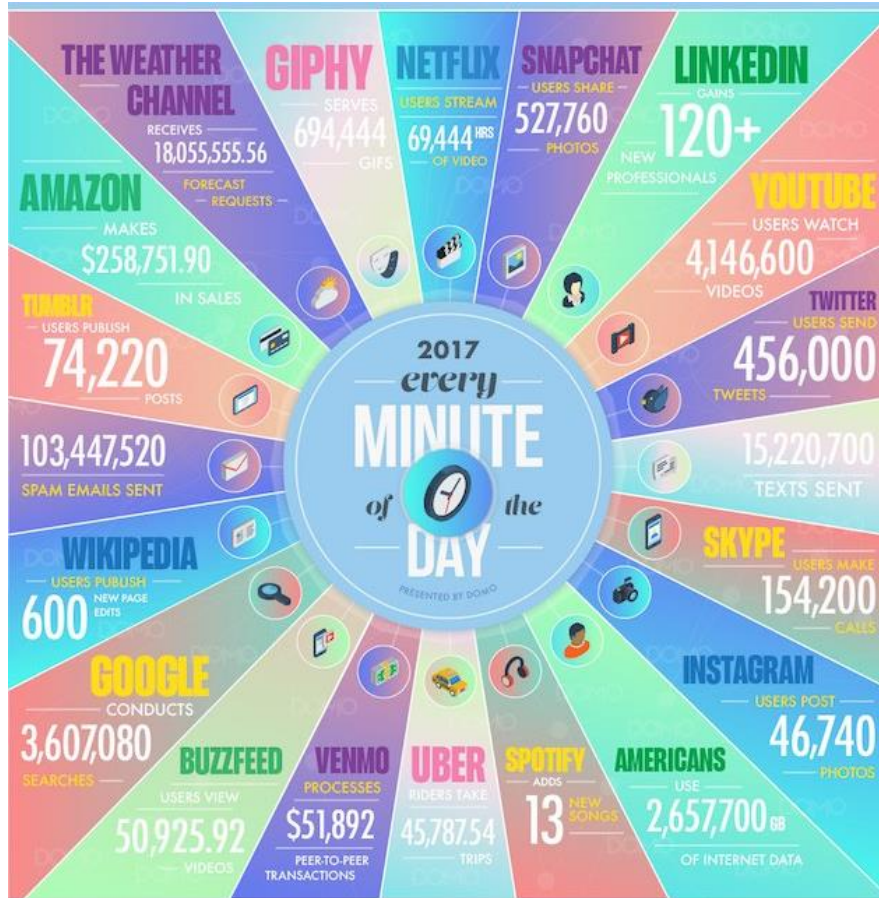 THE WEATHER
CHANNEL
RECEIVES
18,055,555.56
FORECAST
REQUESTS
GIPHY
SERVES
694,444
GIFS
NETFLIX
USERS STREAM
69,444 HRS
OF VIDEO
SNAPCHAT
USERS SHARE
527,760
PHOTOS
LINKEDIN
GAINS
120+
NEW
PROFESSIONALS
YOUTUBE
USERS WATCH
4,146,600
VIDEOS
TWITTER
USERS SEND
456,000
TWEETS
15,220,700
TEXTS SENT
SKYPE
USERS MAKE
154,200
CALLS
INSTAGRAM
USERS POST
46,740
PHOTOS
AMERICANS
USE
2,657,700 GB
OF INTERNET DATA
SPOTIFY
ADDS
13 NEW
SONGS
UBER
RIDERS TAKE
45,787.54
TRIPS
VENMO
PROCESSES
$51,892
PEER-TO-PEER
TRANSACTIONS
BUZZFEED
USERS VIEW
50,925.92
VIDEOS
GOOGLE
CONDUCTS
3,607,080
SEARCHES
WIKIPEDIA
USERS PUBLISH
600 NEW PAGE
EDITS
103,447,520
SPAM EMAILS SENT
TUMBLR
USERS PUBLISH
74,220
POSTS
AMAZON
MAKES
$258,751.90
IN SALES
2017
every
MINUTE
of the
DAY
PRESENTED BY DOMO
DOMO